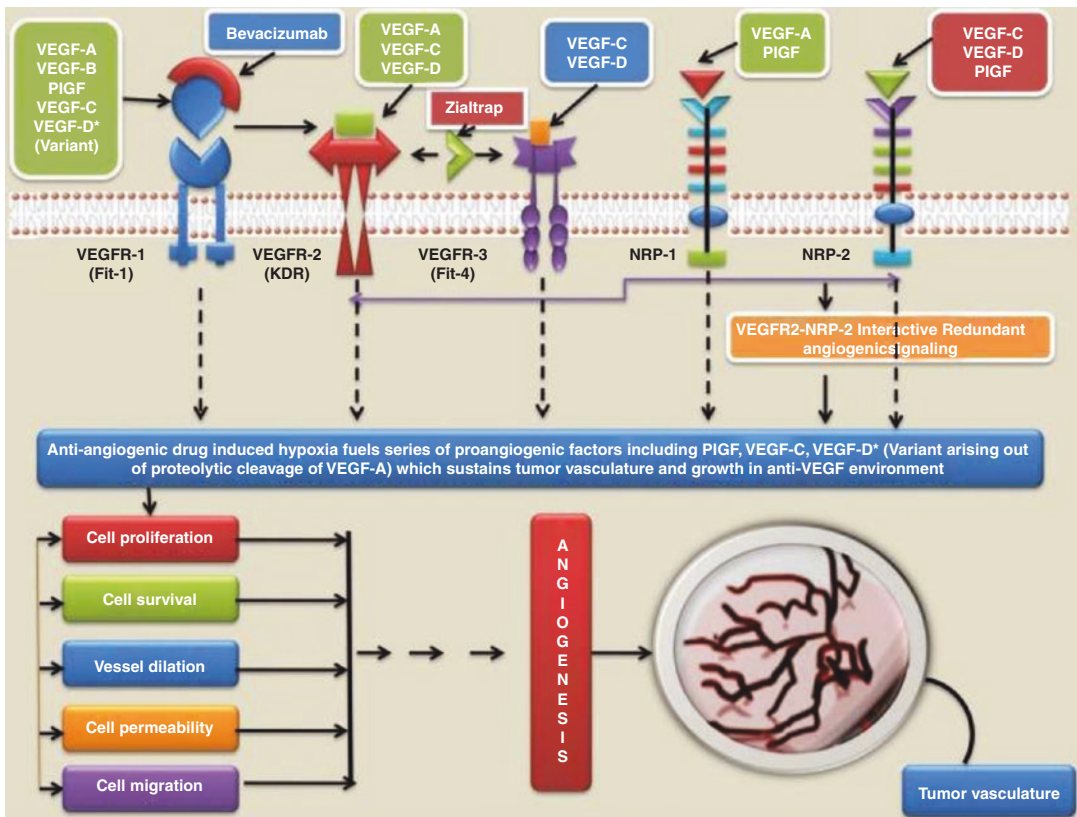 VEGF-A
VEGF-B
PIGF
VEGF-C
VEGF-D*
(Variant)
Bevacizumab
VEGF-A
VEGF-C
VEGF-D
Zialtrap
VEGF-C
VEGF-D
VEGF-A
PIGF
VEGF-C
VEGF-D
PIGF
VEGFR-1
(Fit-1)
VEGFR-2
(KDR)
VEGFR-3
(Fit-4)
NRP-1
NRP-2
VEGFR2-NRP-2 Interactive Redundant
angiogenicsignaling
Anti-angiogenic drug induced hypoxia fuels series of proangiogenic factors including PIGF, VEGF-C, VEGF-D* (Variant arising out
of proteolytic cleavage of VEGF-A) which sustains tumor vasculature and growth in anti-VEGF environment
Cell proliferation
Cell survival
Vessel dilation
Cell permeability
Cell migration
A
N
G
I
O
G
E
N
E
S
I
S
Tumor vasculature